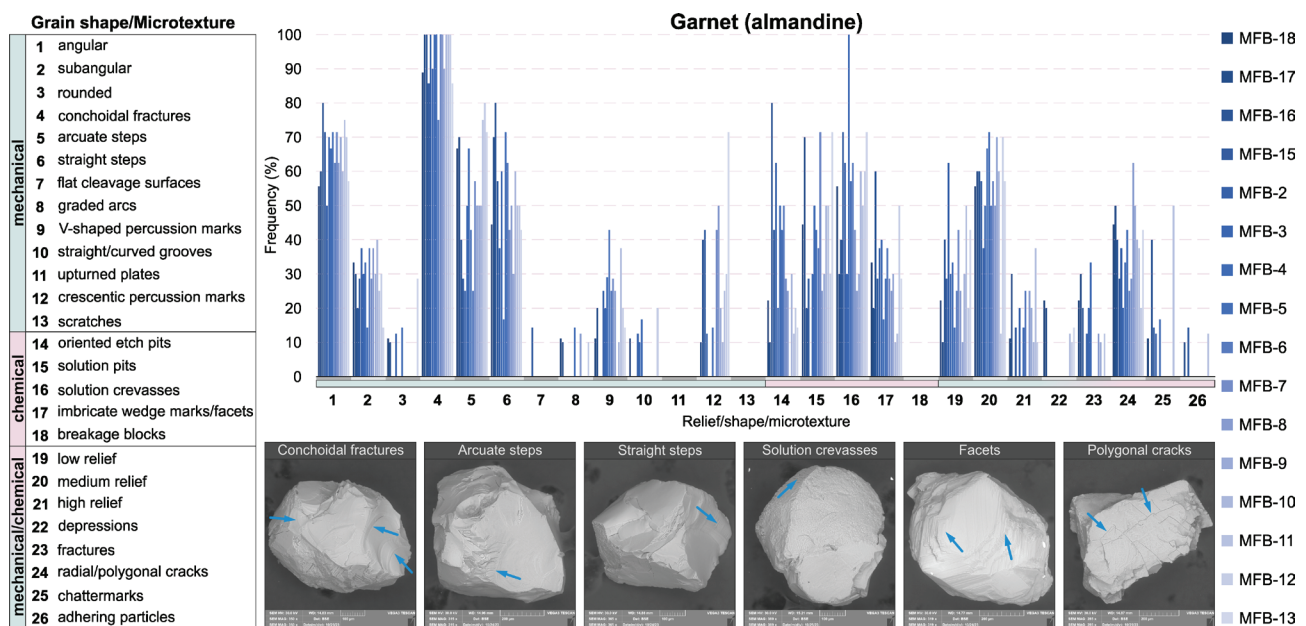 Grain shape/Microtexture
mechanical
1 angular
2 subangular
3 rounded
4 conchoidal fractures
5 arcuate steps
6 straight steps
7 flat cleavage surfaces
8 graded arcs
9 V-shaped percussion marks
10 straight/curved grooves
11 upturned plates
12 crescentic percussion marks
13 scratches
chemical
14 oriented etch pits
15 solution pits
16 solution crevasses
17 imbricate wedge marks/facets
18 breakage blocks
mechanical/chemical
19 low relief
20 medium relief
21 high relief
22 depressions
23 fractures
24 radial/polygonal cracks
25 chattermarks
26 adhering particles
Garnet (almandine)
Frequency (%)
100
90
80
70
60
50
40
30
20
10
0
1 2 3 4 5 6 7 8 9 10 11 12 13 14 15 16 17 18 19 20 21 22 23 24 25 26
Relief/shape/microtexture
MFB-18
MFB-17
MFB-16
MFB-15
MFB-2
MFB-3
MFB-4
MFB-5
MFB-6
MFB-7
MFB-8
MFB-9
MFB-10
MFB-11
MFB-12
MFB-13
Conchoidal fractures
Arcuate steps
Straight steps
Solution crevasses
Facets
Polygonal cracks